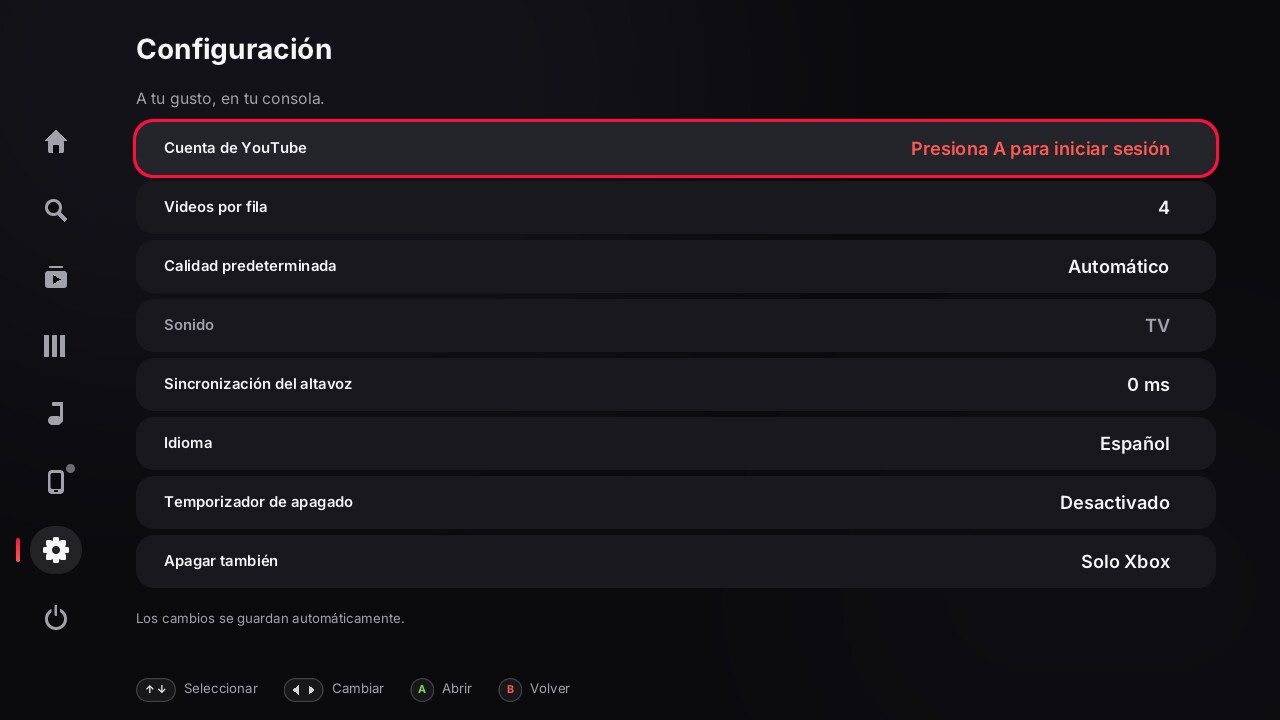 Configuración
A tu gusto, en tu consola.
Cuenta de YouTube Presiona A para iniciar sesión
Videos por fila 4
Calidad predeterminada Automático
Sonido TV
Sincronización del altavoz 0 ms
Idioma Español
Temporizador de apagado Desactivado
Apagar también Solo Xbox
Los cambios se guardan automáticamente.
Seleccionar Cambiar A Abrir B Volver